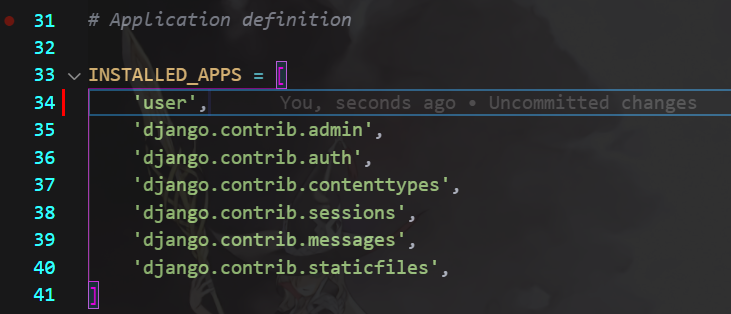 31 # Application definition
32
33 INSTALLED_APPS = [
34 'user', You, seconds ago • Uncommitted changes
35 'django.contrib.admin',
36 'django.contrib.auth',
37 'django.contrib.contenttypes',
38 'django.contrib.sessions',
39 'django.contrib.messages',
40 'django.contrib.staticfiles',
41 ]